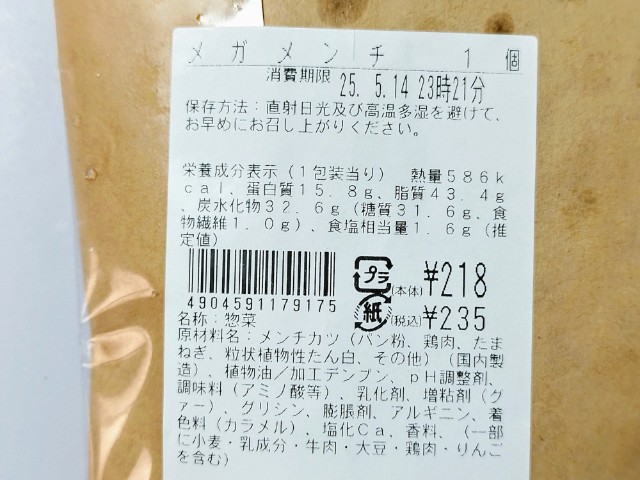 メガメンチ 1個
消費期限 25. 5.14 23時21分
保存方法:直射日光及び高温多湿を避けて、
お早めにお召し上がりください。
栄養成分表示(1包装当り) 熱量586k
cal、蛋白質15.8g、脂質43.4g
、炭水化物32.6g(糖質31.6g、食
物繊維1.0g)、食塩相当量1.6g(推
定値)
プラ (本体) ¥218
4904591179175
紙 (税込) ¥235
名称:惣菜
原材料名:メンチカツ(パン粉、鶏肉、たま
ねぎ、粒状植物性たん白、その他)(国内製
造)、植物油/加工デンプン、pH調整剤、
調味料(アミノ酸等)、乳化剤、増粘剤(グ
ァー)、グリシン、膨脹剤、アルギニン、着
色料(カラメル)、塩化Ca、香料、(一部
に小麦・乳成分・牛肉・大豆・鶏肉・りんご
を含む)